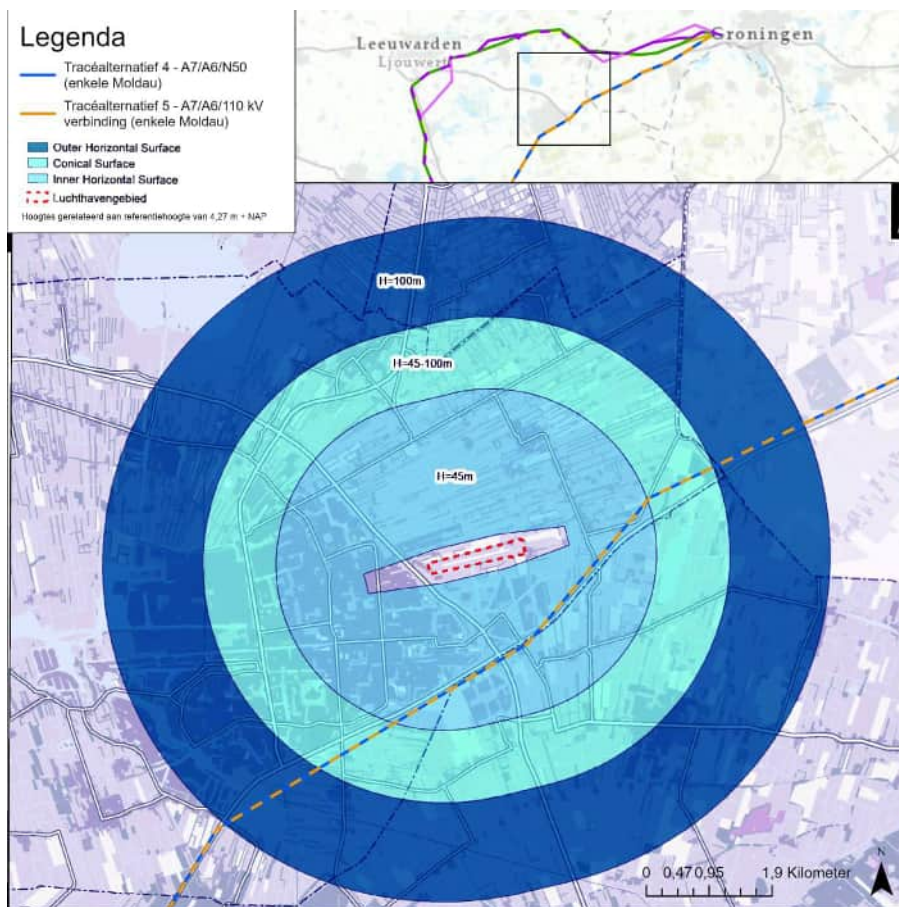 Legenda
Tracéalternatief 4 - A7/A6/N50
(enkele Moldau)
Tracéalternatief 5 - A7/A6/110 kV
verbinding (enkele Moldau)
Outer Horizontal Surface
Conical Surface
Inner Horizontal Surface
Luchthavengebied
Hoogtes gerelateerd aan referentiehoogte van 4,27 m + NAP
Leeuwarden
Ljouwert
Groningen
H=100m
H=45-100m
H=45m
0 0,47 0,95 1,9 Kilometer
N